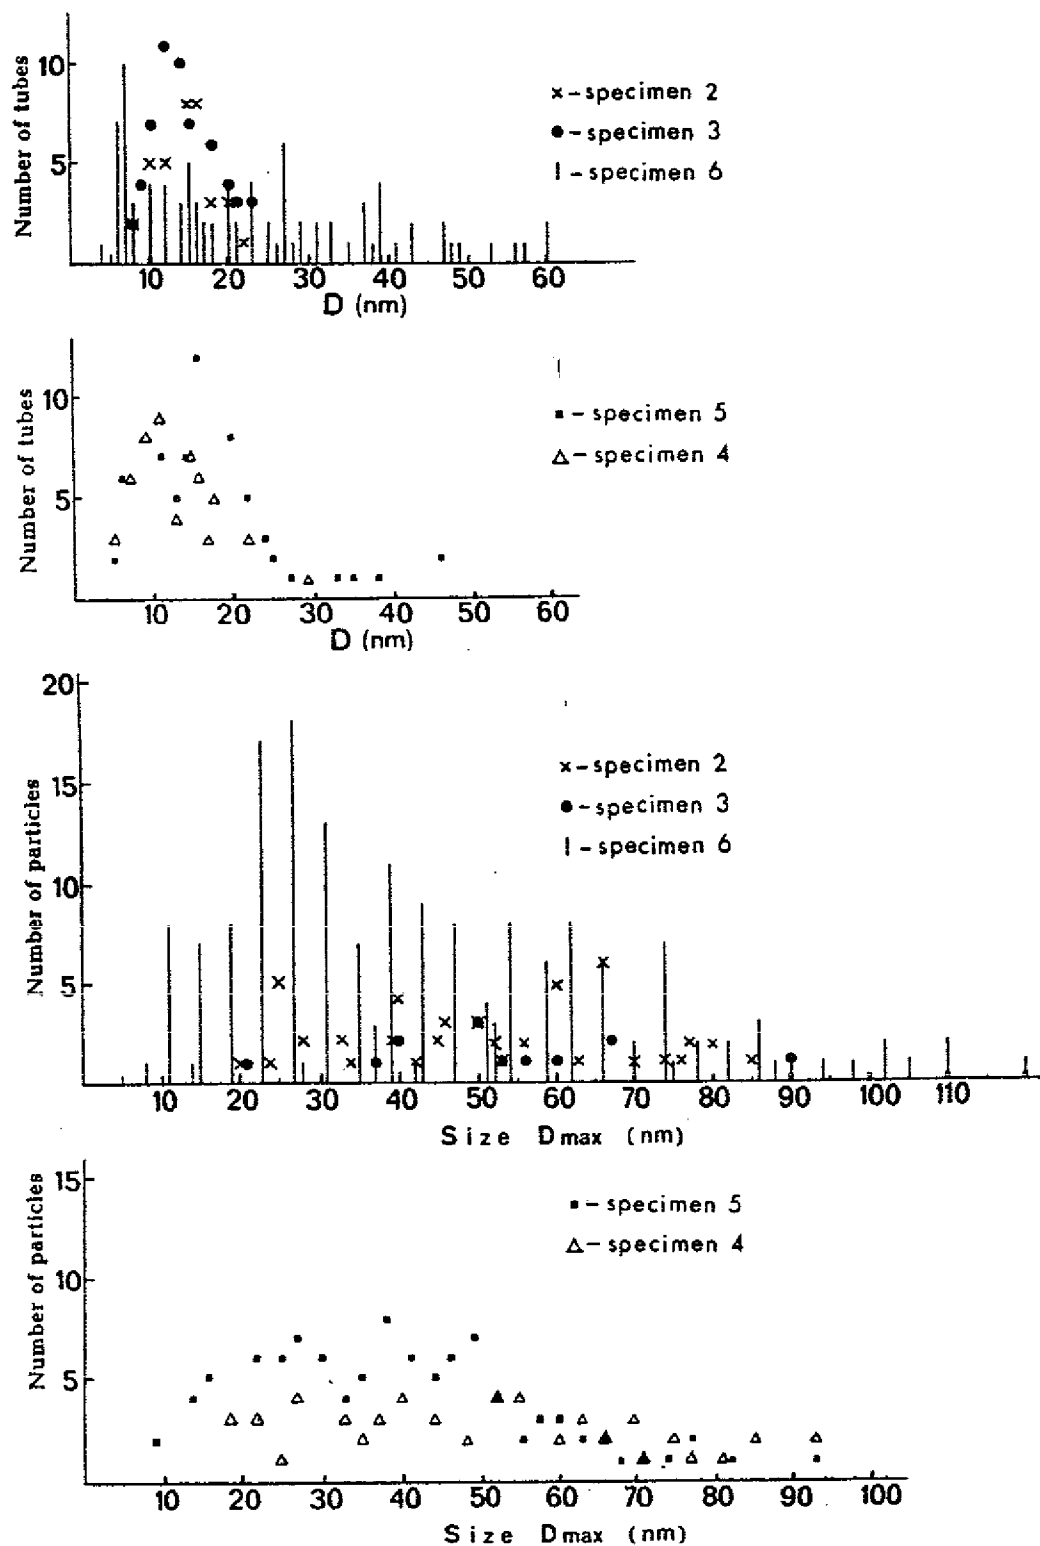 Number of tubes
10
5
x – specimen 2
● – specimen 3
| – specimen 6
10 20 30 40 50 60
D (nm)
Number of tubes
10
5
▪ – specimen 5
△ – specimen 4
10 20 30 40 50 60
D (nm)
Number of particles
20
15
10
5
x – specimen 2
● – specimen 3
| – specimen 6
10 20 30 40 50 60 70 80 90 100 110
Size Dmax (nm)
Number of particles
15
10
5
▪ – specimen 5
△ – specimen 4
10 20 30 40 50 60 70 80 90 100
Size Dmax (nm)